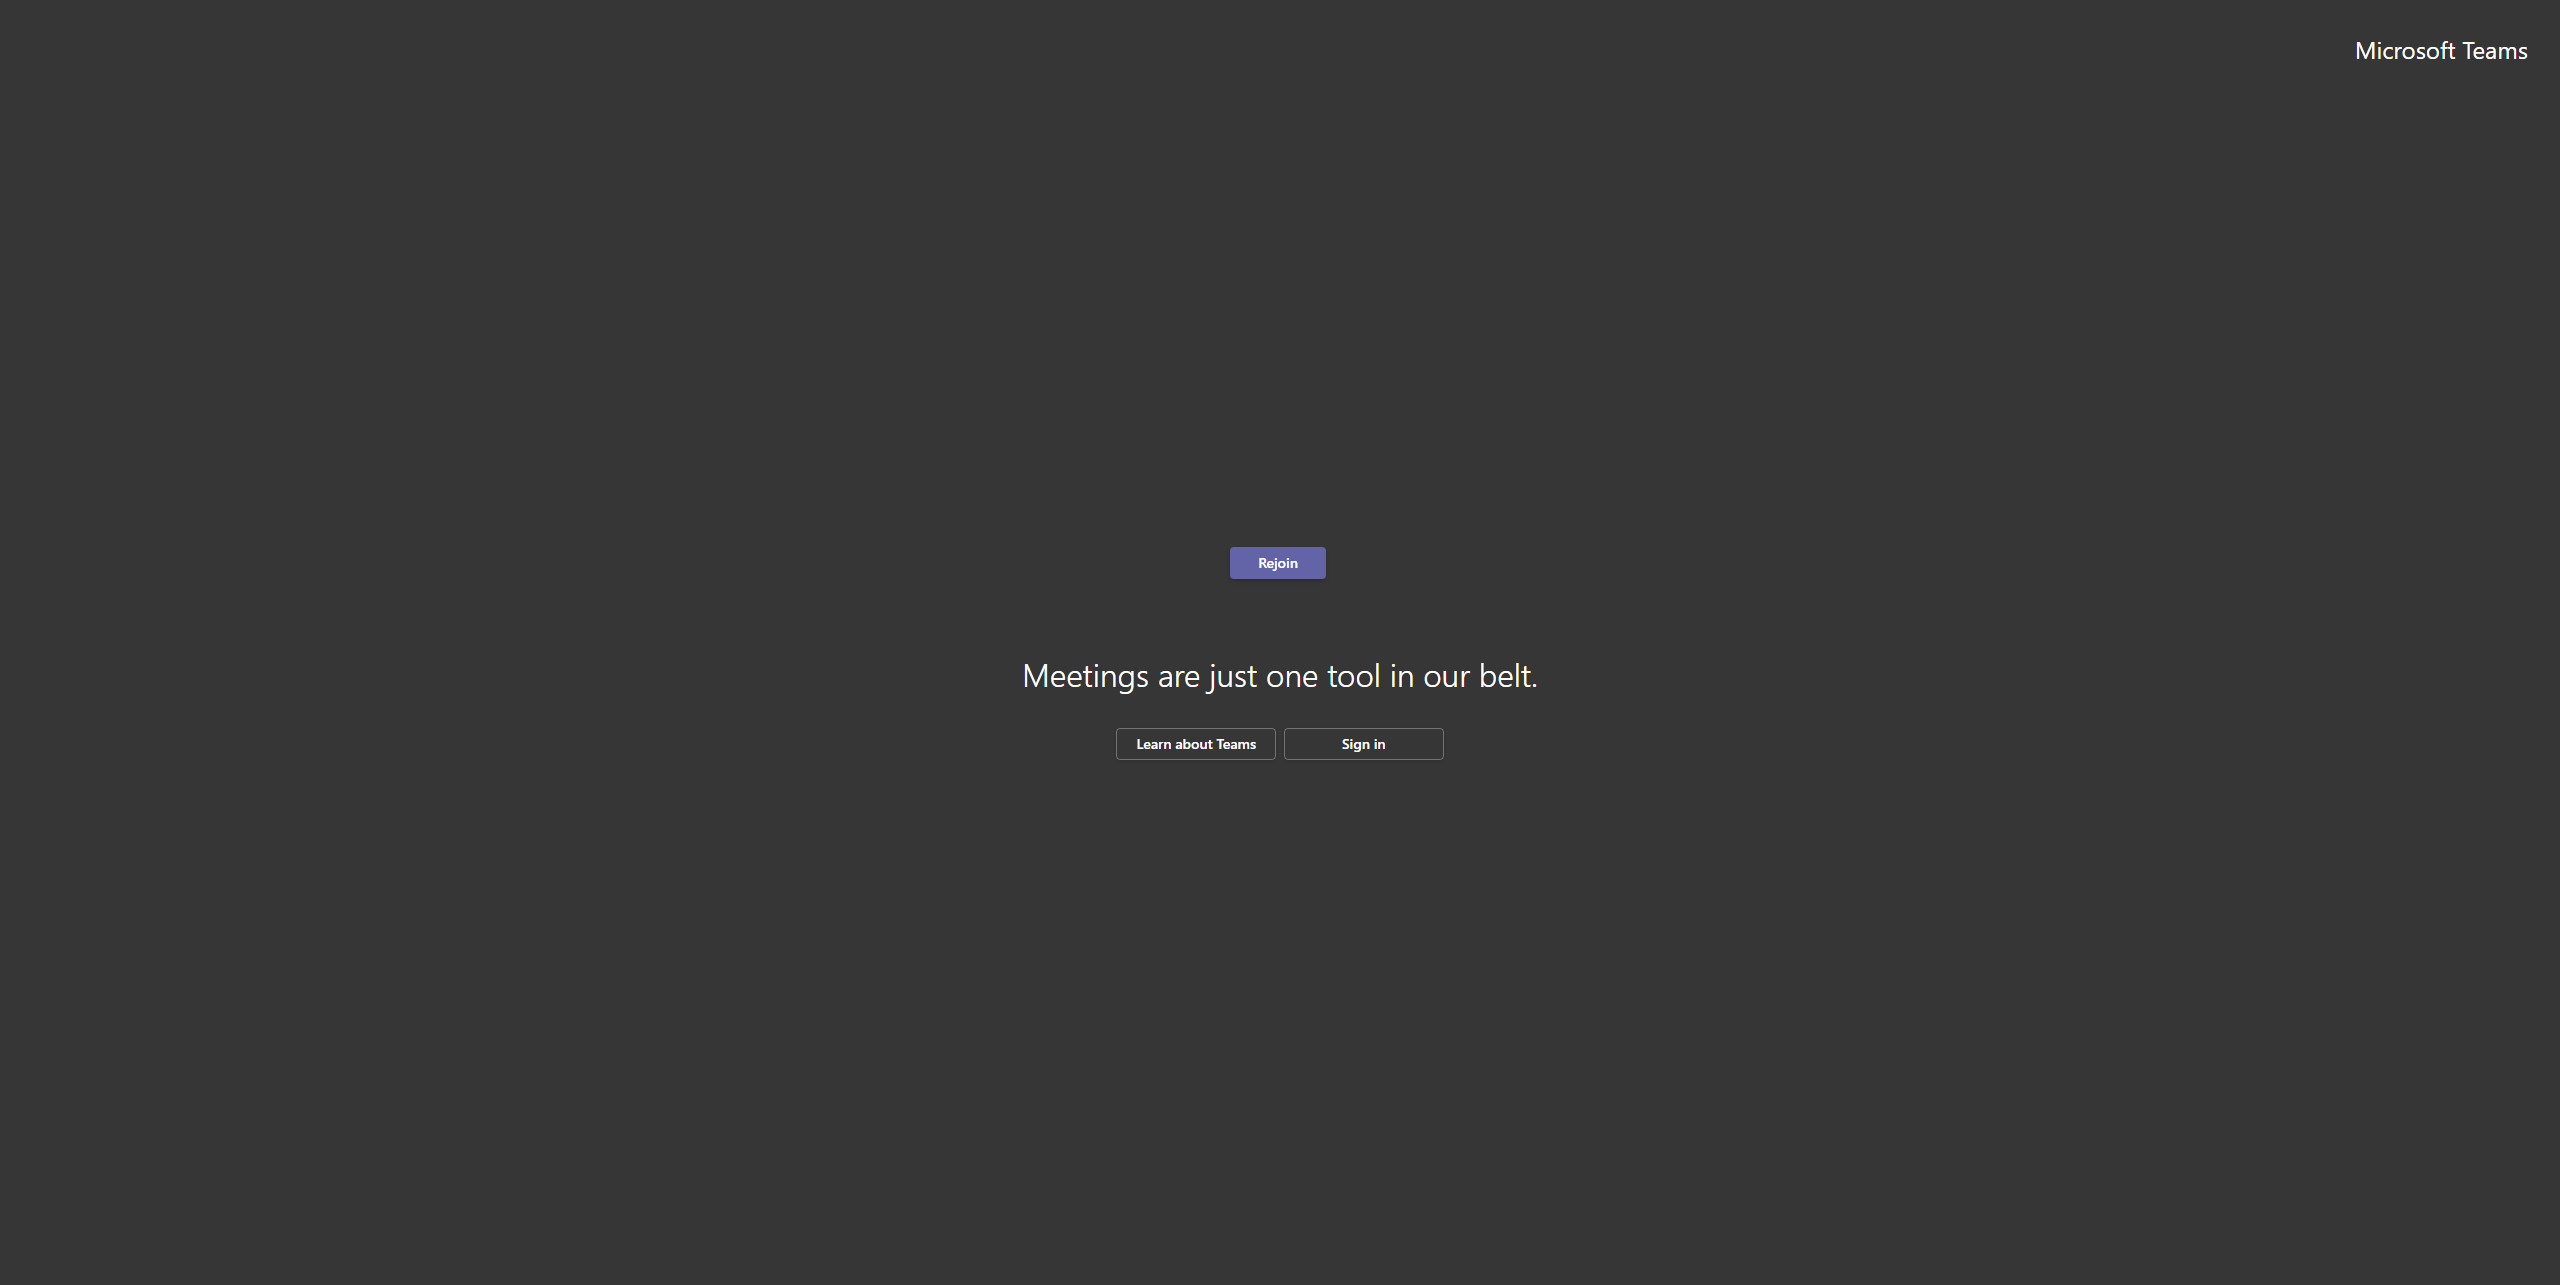 Microsoft Teams
Rejoin
Meetings are just one tool in our belt.
Learn about Teams
Sign in